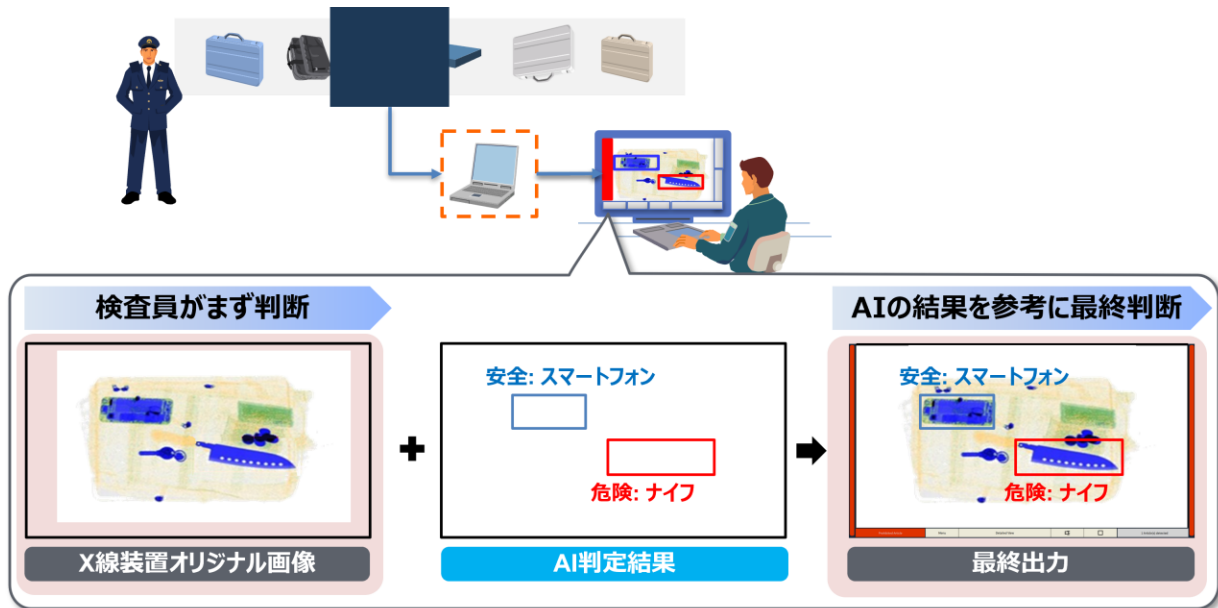 検査員がまず判断
AIの結果を参考に最終判断
安全: スマートフォン
危険: ナイフ
安全: スマートフォン
危険: ナイフ
X線装置オリジナル画像
AI判定結果
最終出力